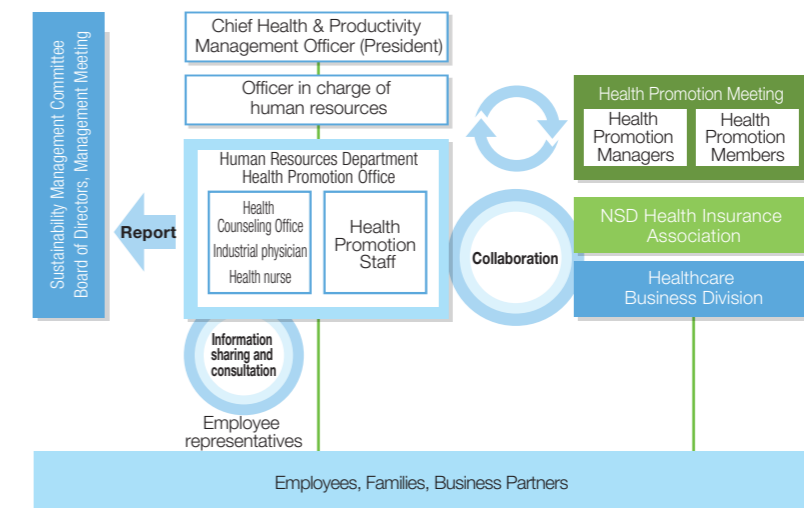 Sustainability Management Committee
Board of Directors, Management Meeting
Chief Health & Productivity
Management Officer (President)
Officer in charge of
human resources
Human Resources Department
Health Promotion Office
Health
Counseling Office
Industrial physician
Health nurse
Health
Promotion
Staff
Report
Collaboration
Health Promotion Meeting
Health
Promotion
Managers
Health
Promotion
Members
NSD Health Insurance
Association
Healthcare
Business Division
Information
sharing and
consultation
Employee
representatives
Employees, Families, Business Partners